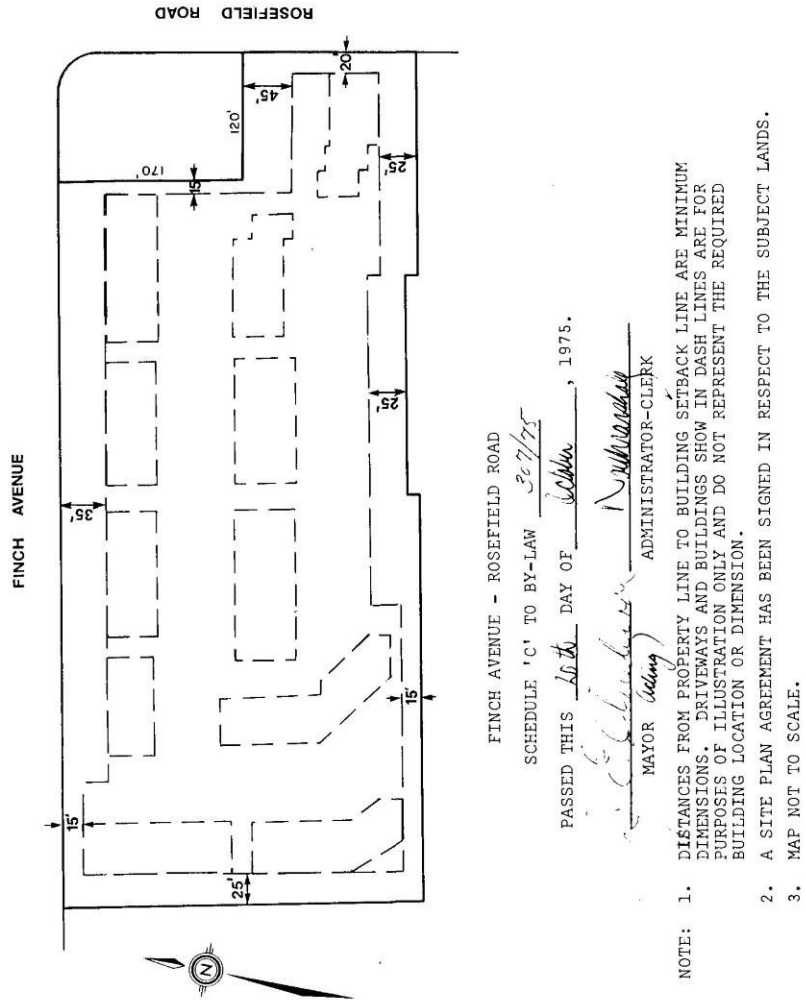 FINCH AVENUE
ROSEFIELD ROAD
35'
15'
170'
15'
120'
45'
20'
25'
25'
15'
25'
N
FINCH AVENUE - ROSEFIELD ROAD
SCHEDULE 'C' TO BY-LAW 307/75
PASSED THIS 20th DAY OF October , 1975.
MAYOR Acting ADMINISTRATOR-CLERK
NOTE: 1. DISTANCES FROM PROPERTY LINE TO BUILDING SETBACK LINE ARE MINIMUM
DIMENSIONS. DRIVEWAYS AND BUILDINGS SHOW IN DASH LINES ARE FOR
PURPOSES OF ILLUSTRATION ONLY AND DO NOT REPRESENT THE REQUIRED
BUILDING LOCATION OR DIMENSION.
2. A SITE PLAN AGREEMENT HAS BEEN SIGNED IN RESPECT TO THE SUBJECT LANDS.
3. MAP NOT TO SCALE.